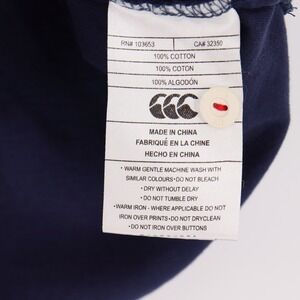 RN# 103653 CA# 32350
100% COTTON
100% COTON
100% ALGODÓN
CCC
MADE IN CHINA
FABRIQUÉ EN LA CHINE
HECHO EN CHINA
• WARM GENTLE MACHINE WASH WITH
SIMILAR COLOURS • DO NOT BLEACH
• DRY WITHOUT DELAY
• DO NOT TUMBLE DRY
• WARM IRON - WHERE APPLICABLE DO NOT
IRON OVER PRINTS • DO NOT DRYCLEAN
• DO NOT IRON OVER BUTTONS